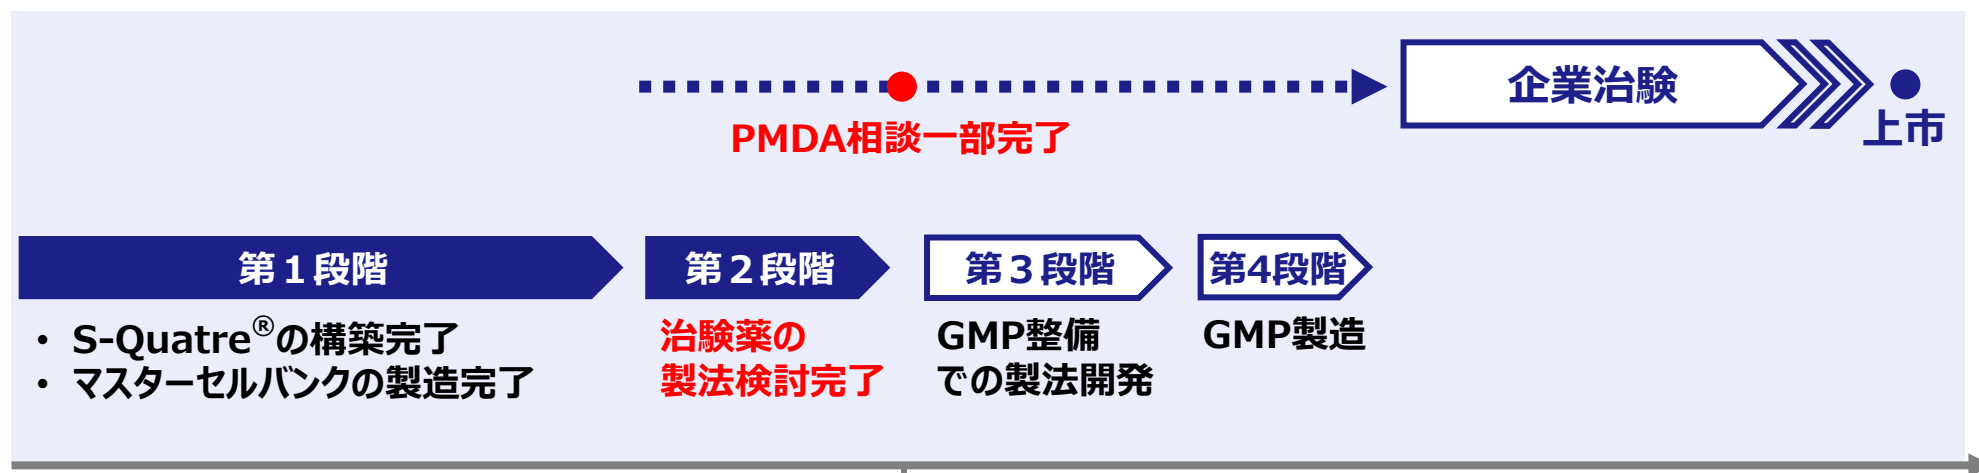 企業治験
上市
PMDA相談一部完了
第１段階
第２段階
第３段階
第4段階
・ S-Quatre®の構築完了
・ マスターセルバンクの製造完了
治験薬の
製法検討完了
GMP整備
での製法開発
GMP製造